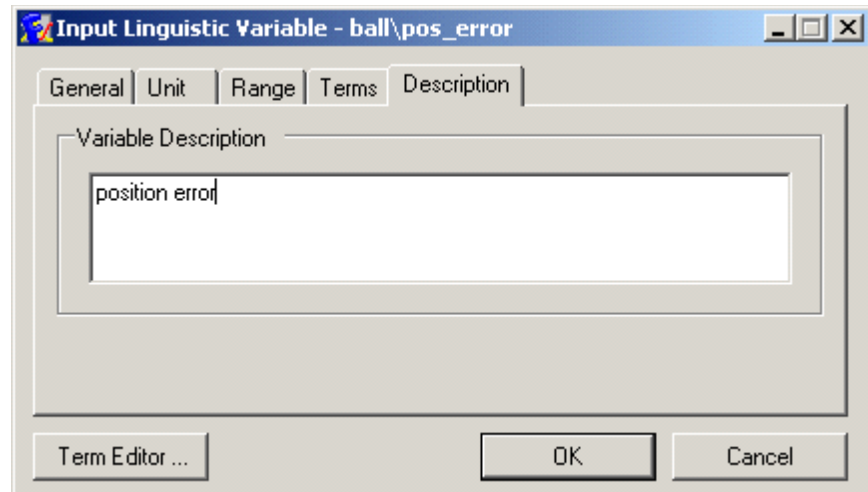 Input Linguistic Variable - ball\pos_error
General Unit Range Terms Description
Variable Description
position error
Term Editor ... OK Cancel